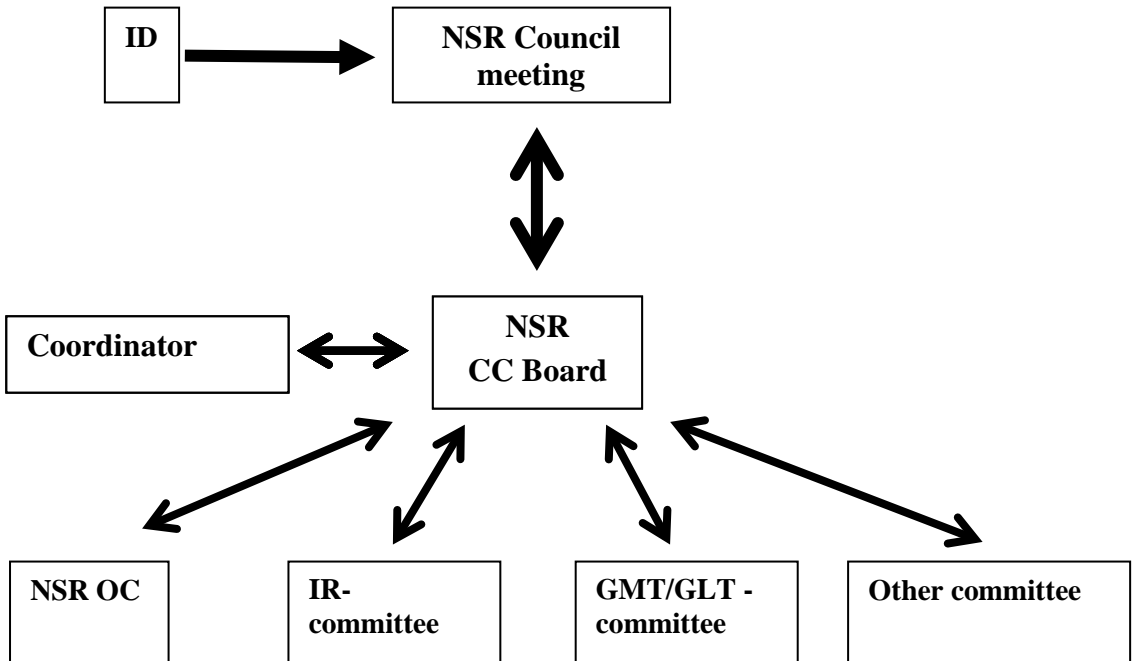 ID
NSR Council
meeting
Coordinator
NSR
CC Board
NSR OC
IR-
committee
GMT/GLT -
committee
Other committee